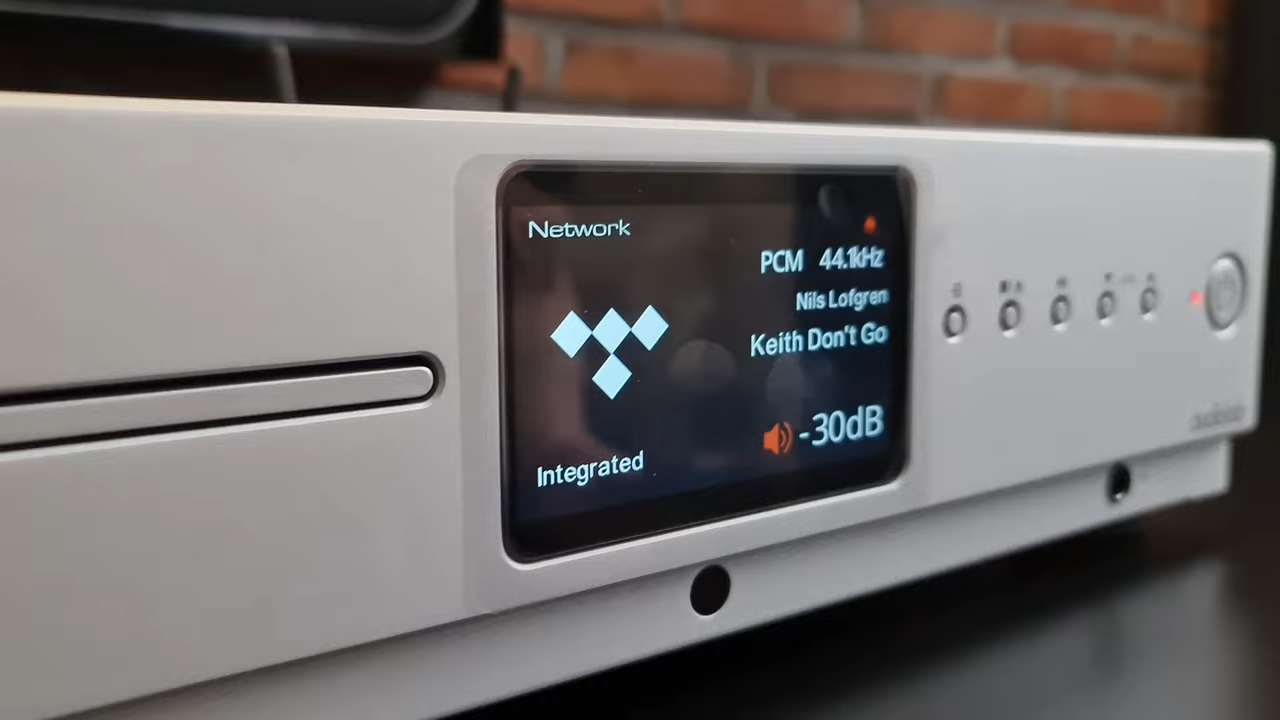 Network
PCM 44.1kHz
Nils Lofgren
Keith Don't Go
-30dB
Integrated